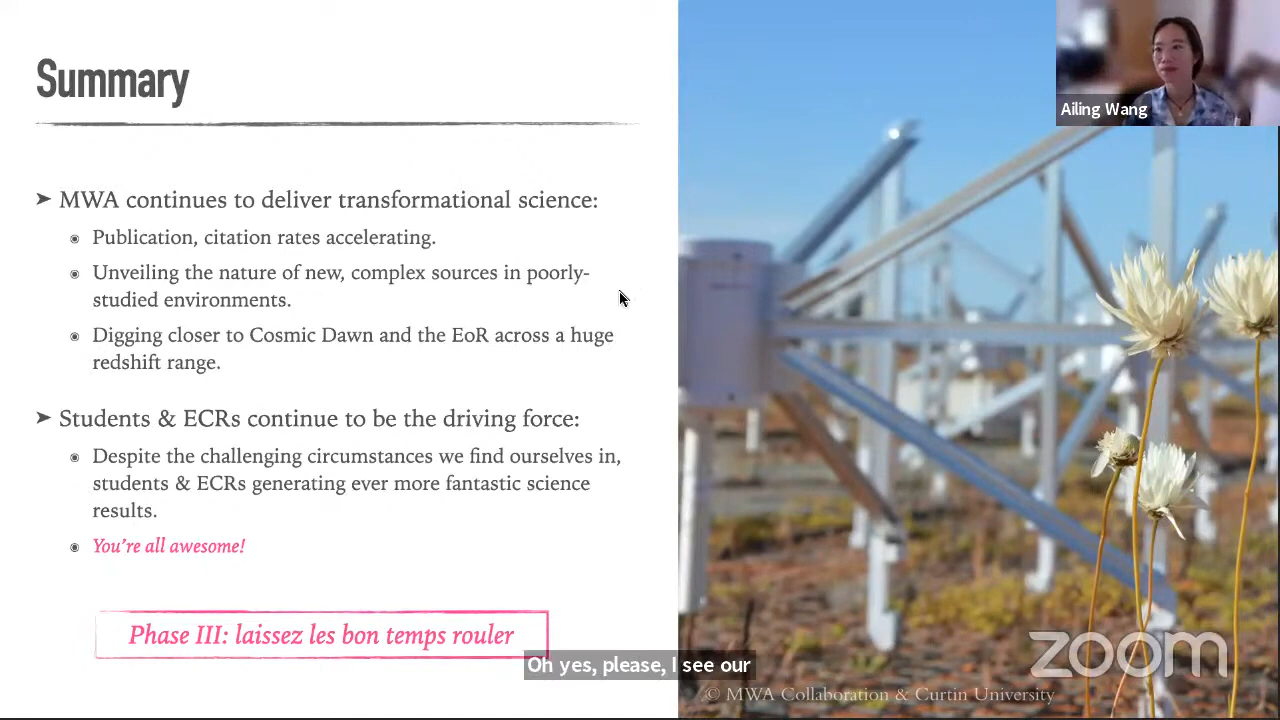 Summary
Ailing Wang
➤ MWA continues to deliver transformational science:
Publication, citation rates accelerating.
Unveiling the nature of new, complex sources in poorly-
studied environments.
Digging closer to Cosmic Dawn and the EoR across a huge
redshift range.
➤ Students & ECRs continue to be the driving force:
Despite the challenging circumstances we find ourselves in,
students & ECRs generating ever more fantastic science
results.
You're all awesome!
Phase III: laissez les bon temps rouler
Oh yes, please, I see our
zoom
© MWA Collaboration & Curtin University